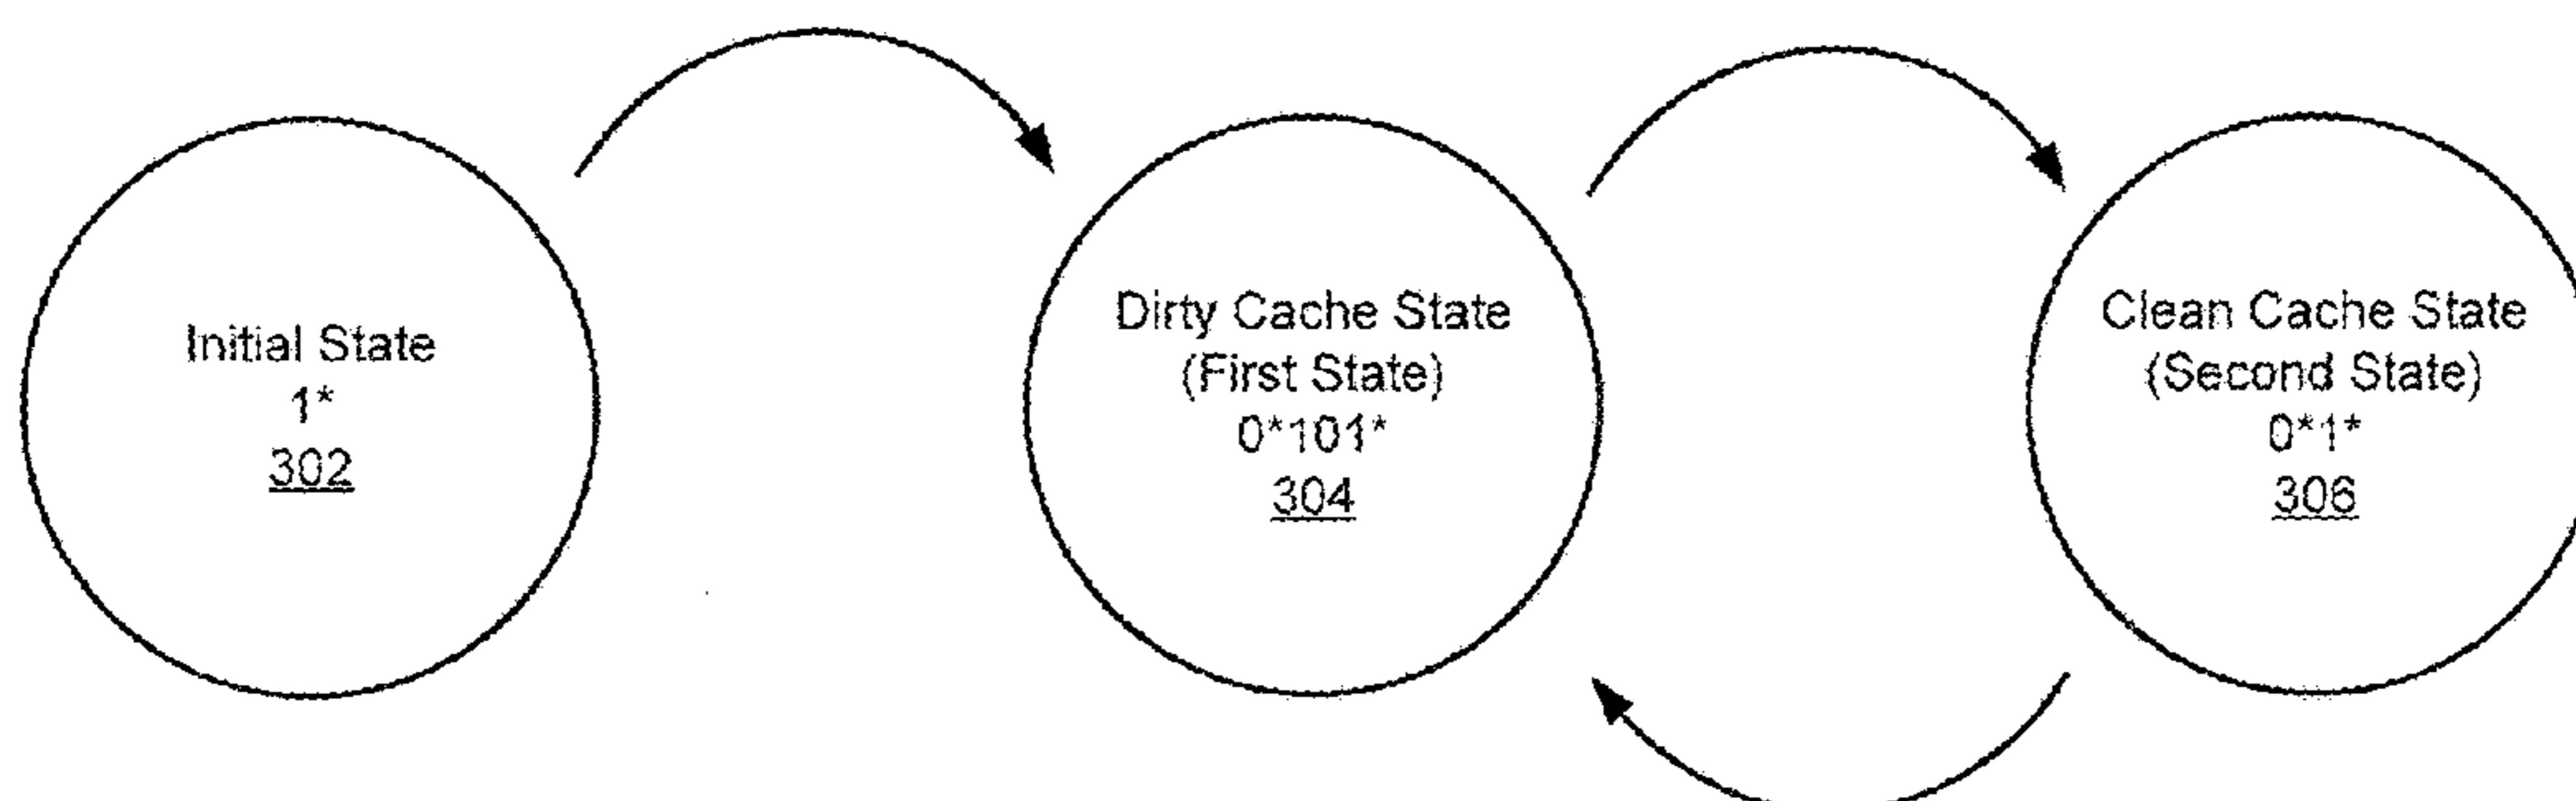 Initial State
1*
302
Dirty Cache State
(First State)
0*101*
304
Clean Cache State
(Second State)
0*1*
306